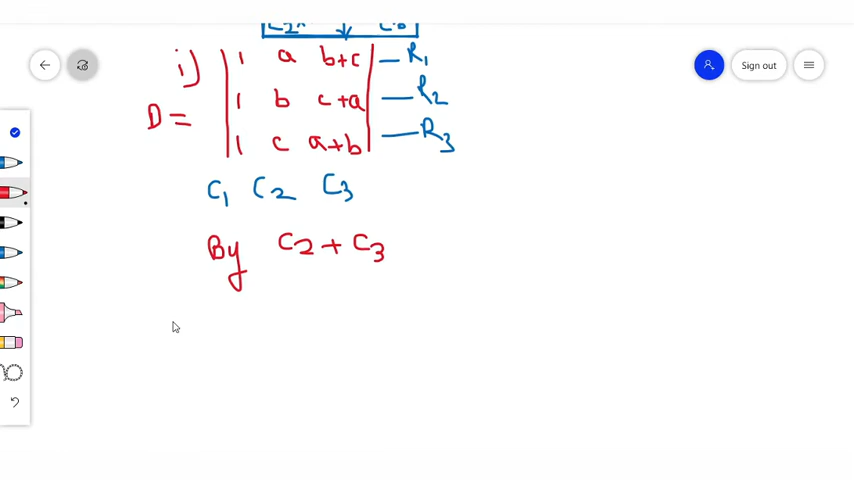 Sign out
i) | 1 a b+c | — R1
D = | 1 b c+a | — R2
| 1 c a+b | — R3
C1 C2 C3
By C2 + C3